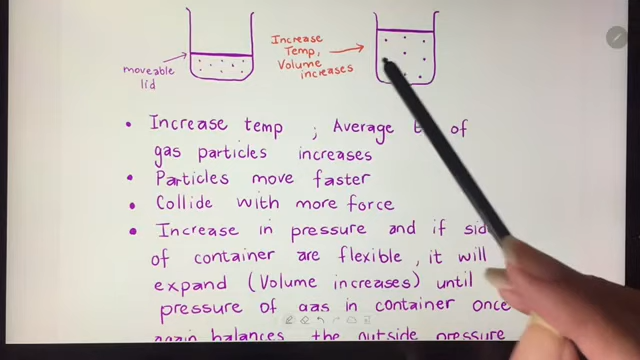 moveable
lid
Increase
Temp,
Volume
increases
• Increase temp ; Average of
gas particles increases
• Particles move faster
• Collide with more force
• Increase in pressure and if
of container are flexible, it will
expand (Volume increases) until
pressure of gas in container once
again balances the outside pressure